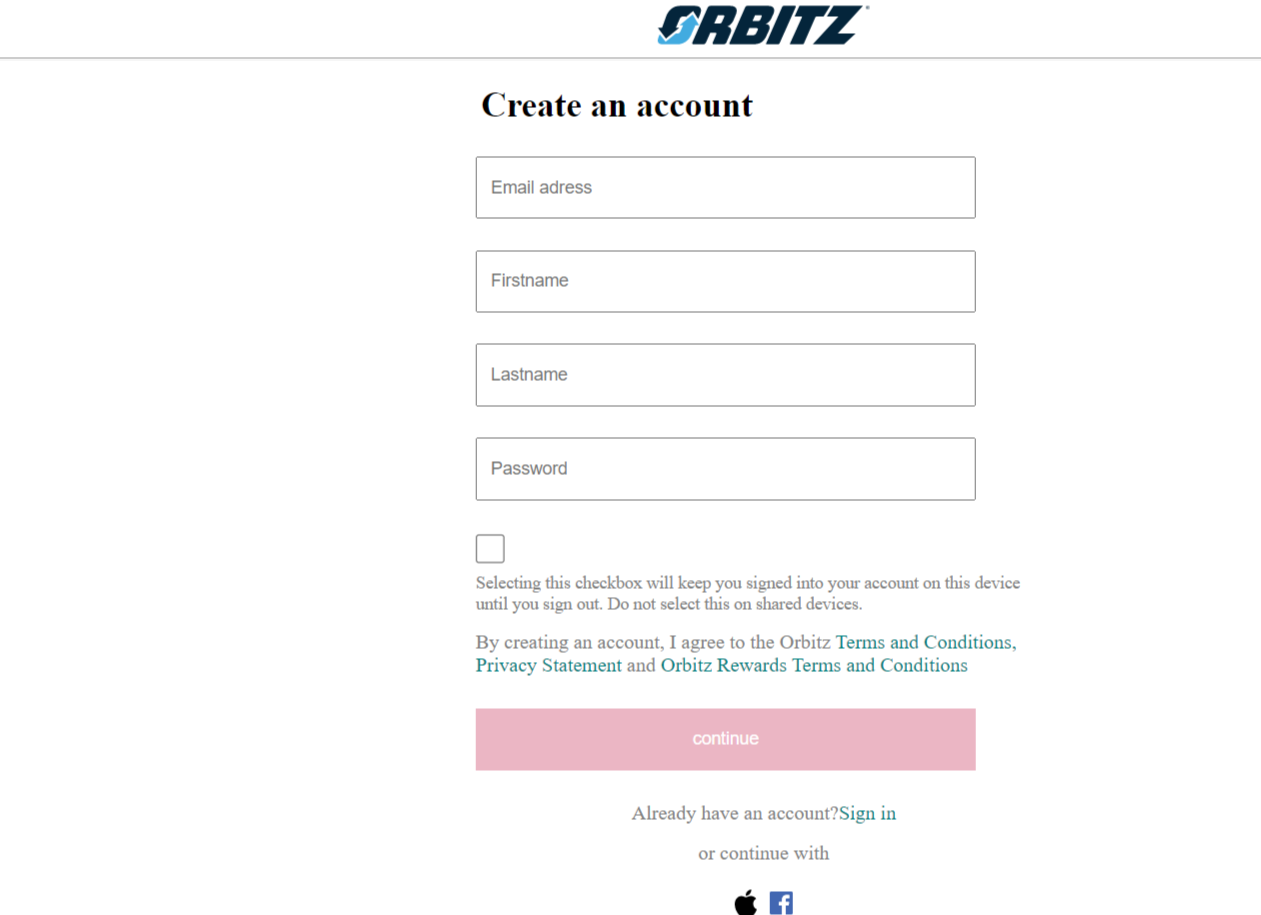 ORBITZ
Create an account
Email adress
Firstname
Lastname
Password
Selecting this checkbox will keep you signed into your account on this device
until you sign out. Do not select this on shared devices.
By creating an account, I agree to the Orbitz Terms and Conditions,
Privacy Statement and Orbitz Rewards Terms and Conditions
continue
Already have an account?Sign in
or continue with